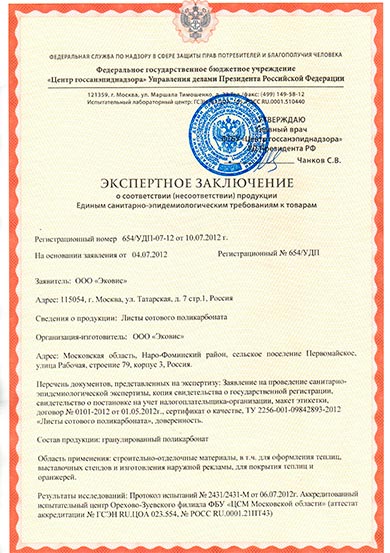 ФЕДЕРАЛЬНАЯ СЛУЖБА ПО НАДЗОРУ В СФЕРЕ ЗАЩИТЫ ПРАВ ПОТРЕБИТЕЛЕЙ И БЛАГОПОЛУЧИЯ ЧЕЛОВЕКА
Федеральное государственное бюджетное учреждение
«Центр госсанэпиднадзора» Управления делами Президента Российской Федерации
121359, г. Москва, ул. Маршала Тимошенко, д. факс: (499) 149-58-12
Испытательный лабораторный центр: РОСС RU.0001.510440
УТВЕРЖДАЮ
Главный врач
«Центр госсанэпиднадзора»
Президента РФ
Чанков С.В.
ЭКСПЕРТНОЕ ЗАКЛЮЧЕНИЕ
о соответствии (несоответствии) продукции
Единым санитарно-эпидемиологическим требованиям к товарам
Регистрационный номер 654/УДП-07-12 от 10.07.2012 г.
На основании заявления от 04.07.2012 Регистрационный № 654/УДП
Заявитель: ООО «Эковис»
Адрес: 115054, г. Москва, ул. Татарская, д. 7 стр.1, Россия
Сведения о продукции: Листы сотового поликарбоната
Организация-изготовитель: ООО "Эковис"
Адрес: Московская область, Наро-Фоминский район, сельское поселение Первомайское,
улица Рабочая, строение 79, корпус 3, Россия.
Перечень документов, представленных на экспертизу: Заявление на проведение санитарно-
эпидемиологической экспертизы, копия свидетельства о государственной регистрации,
свидетельство о постановке на учет налогоплательщика-организации, макет этикетки,
договор № 0101-2012 от 01.05.2012г., сертификат о качестве, ТУ 2256-001-09842893-2012
«Листы сотового поликарбоната», доверенность.
Состав продукции: гранулированный поликарбонат
Область применения: строительно-отделочные материалы, в т.ч. для оформления теплиц,
выставочных стендов и изготовления наружной рекламы, для покрытия теплиц и
оранжерей.
Результаты исследований: Протокол испытаний № 2431/2431-М от 06.07.2012г. Аккредитованный
испытательный центр Орехово-Зуевского филиала ФБУ «ЦСМ Московской области» (аттестат
аккредитации № ГСЭН RU.ЦОА 023.554, № РОСС RU.0001.21ПТ43)